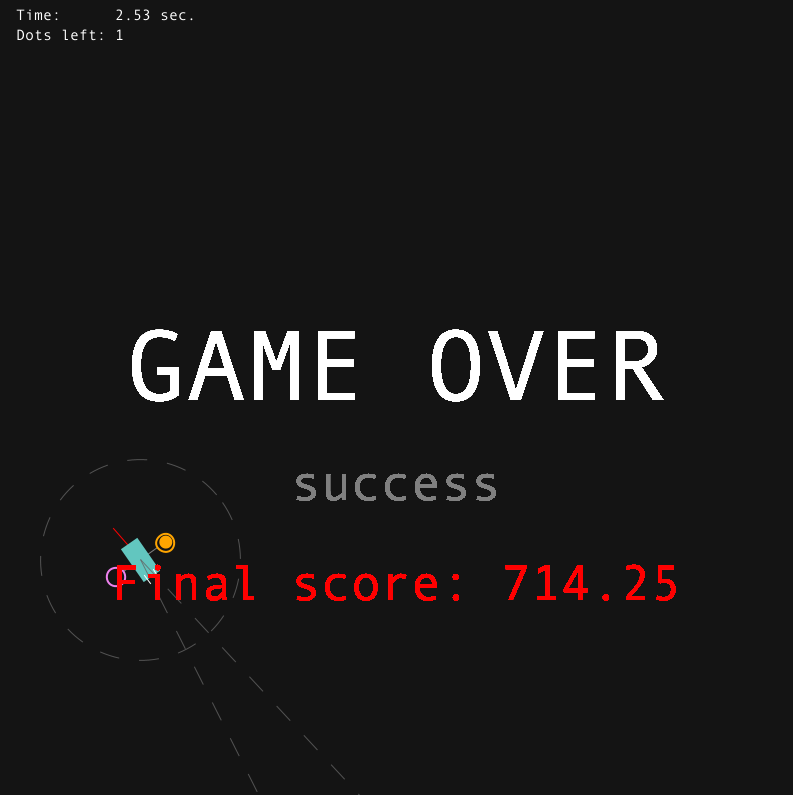 Time: 2.53 sec.
Dots left: 1
GAME OVER
success
Final score: 714.25